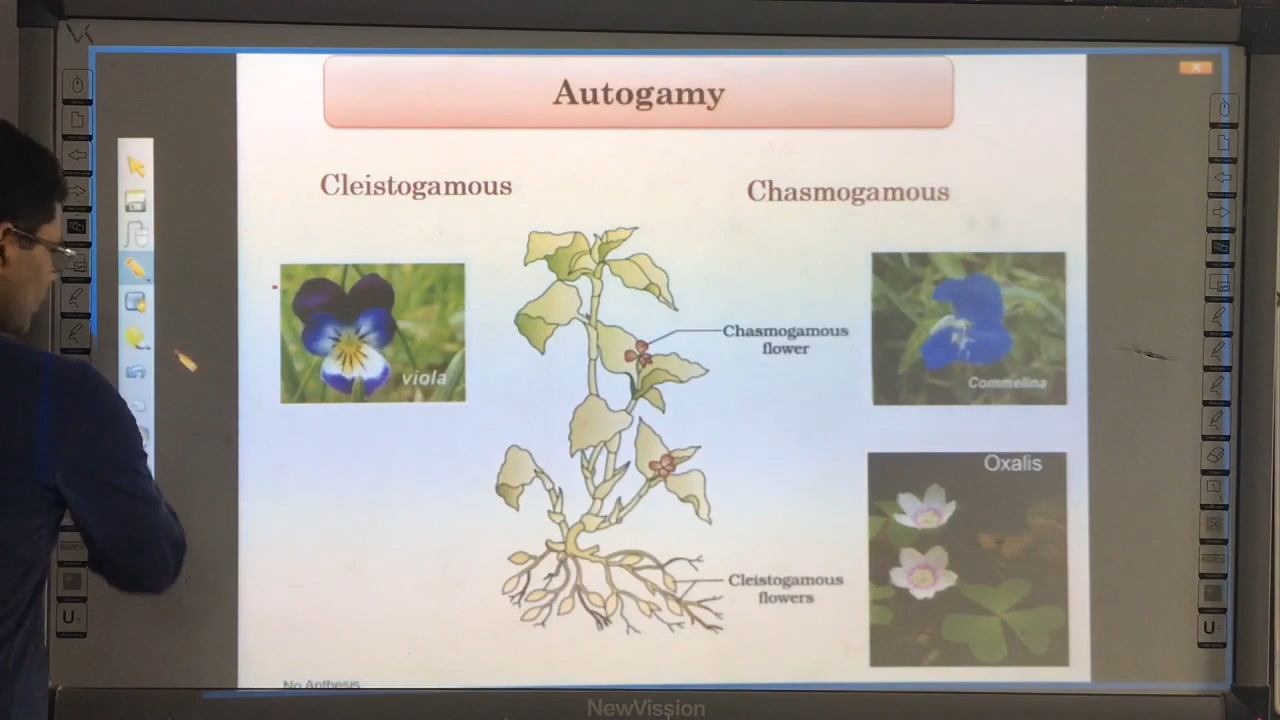 Autogamy
Cleistogamous
Chasmogamous
viola
Chasmogamous
flower
Commelina
Oxalis
Cleistogamous
flowers
No Anthesis
NewVission